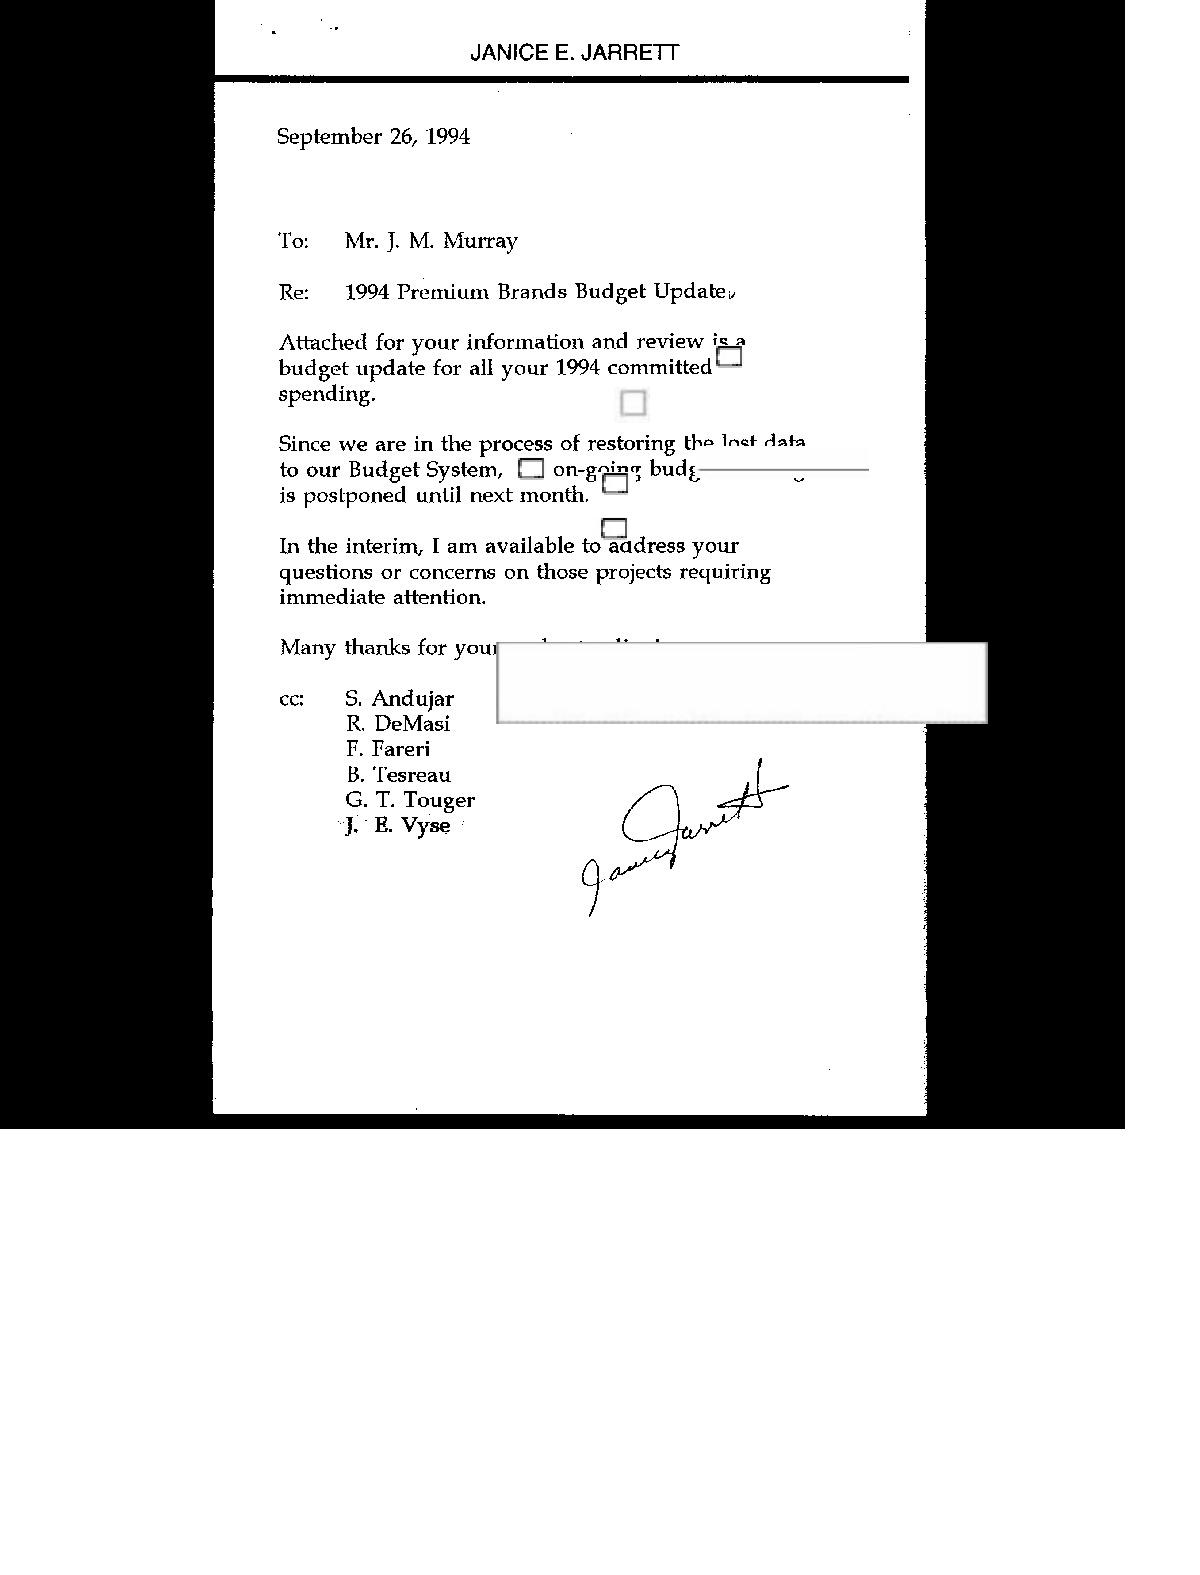 JANICE E. JARRETT
September 26, 1994
To: Mr. J. M. Murray
Re: 1994 Premium Brands Budget Update
Attached for your information and review is a
budget update for all your 1994 committed
spending.
Since we are in the process of restoring the lost data
to our Budget System, on-going
is postponed until next month.
In the interim, I am available to address your
questions or concerns on those projects requiring
immediate attention.
Many thanks for your
cc: S. Andujar
R. DeMasi
F. Fareri
B. Tesreau
G. T. Touger
J. E. Vyse
Janice Jarrett